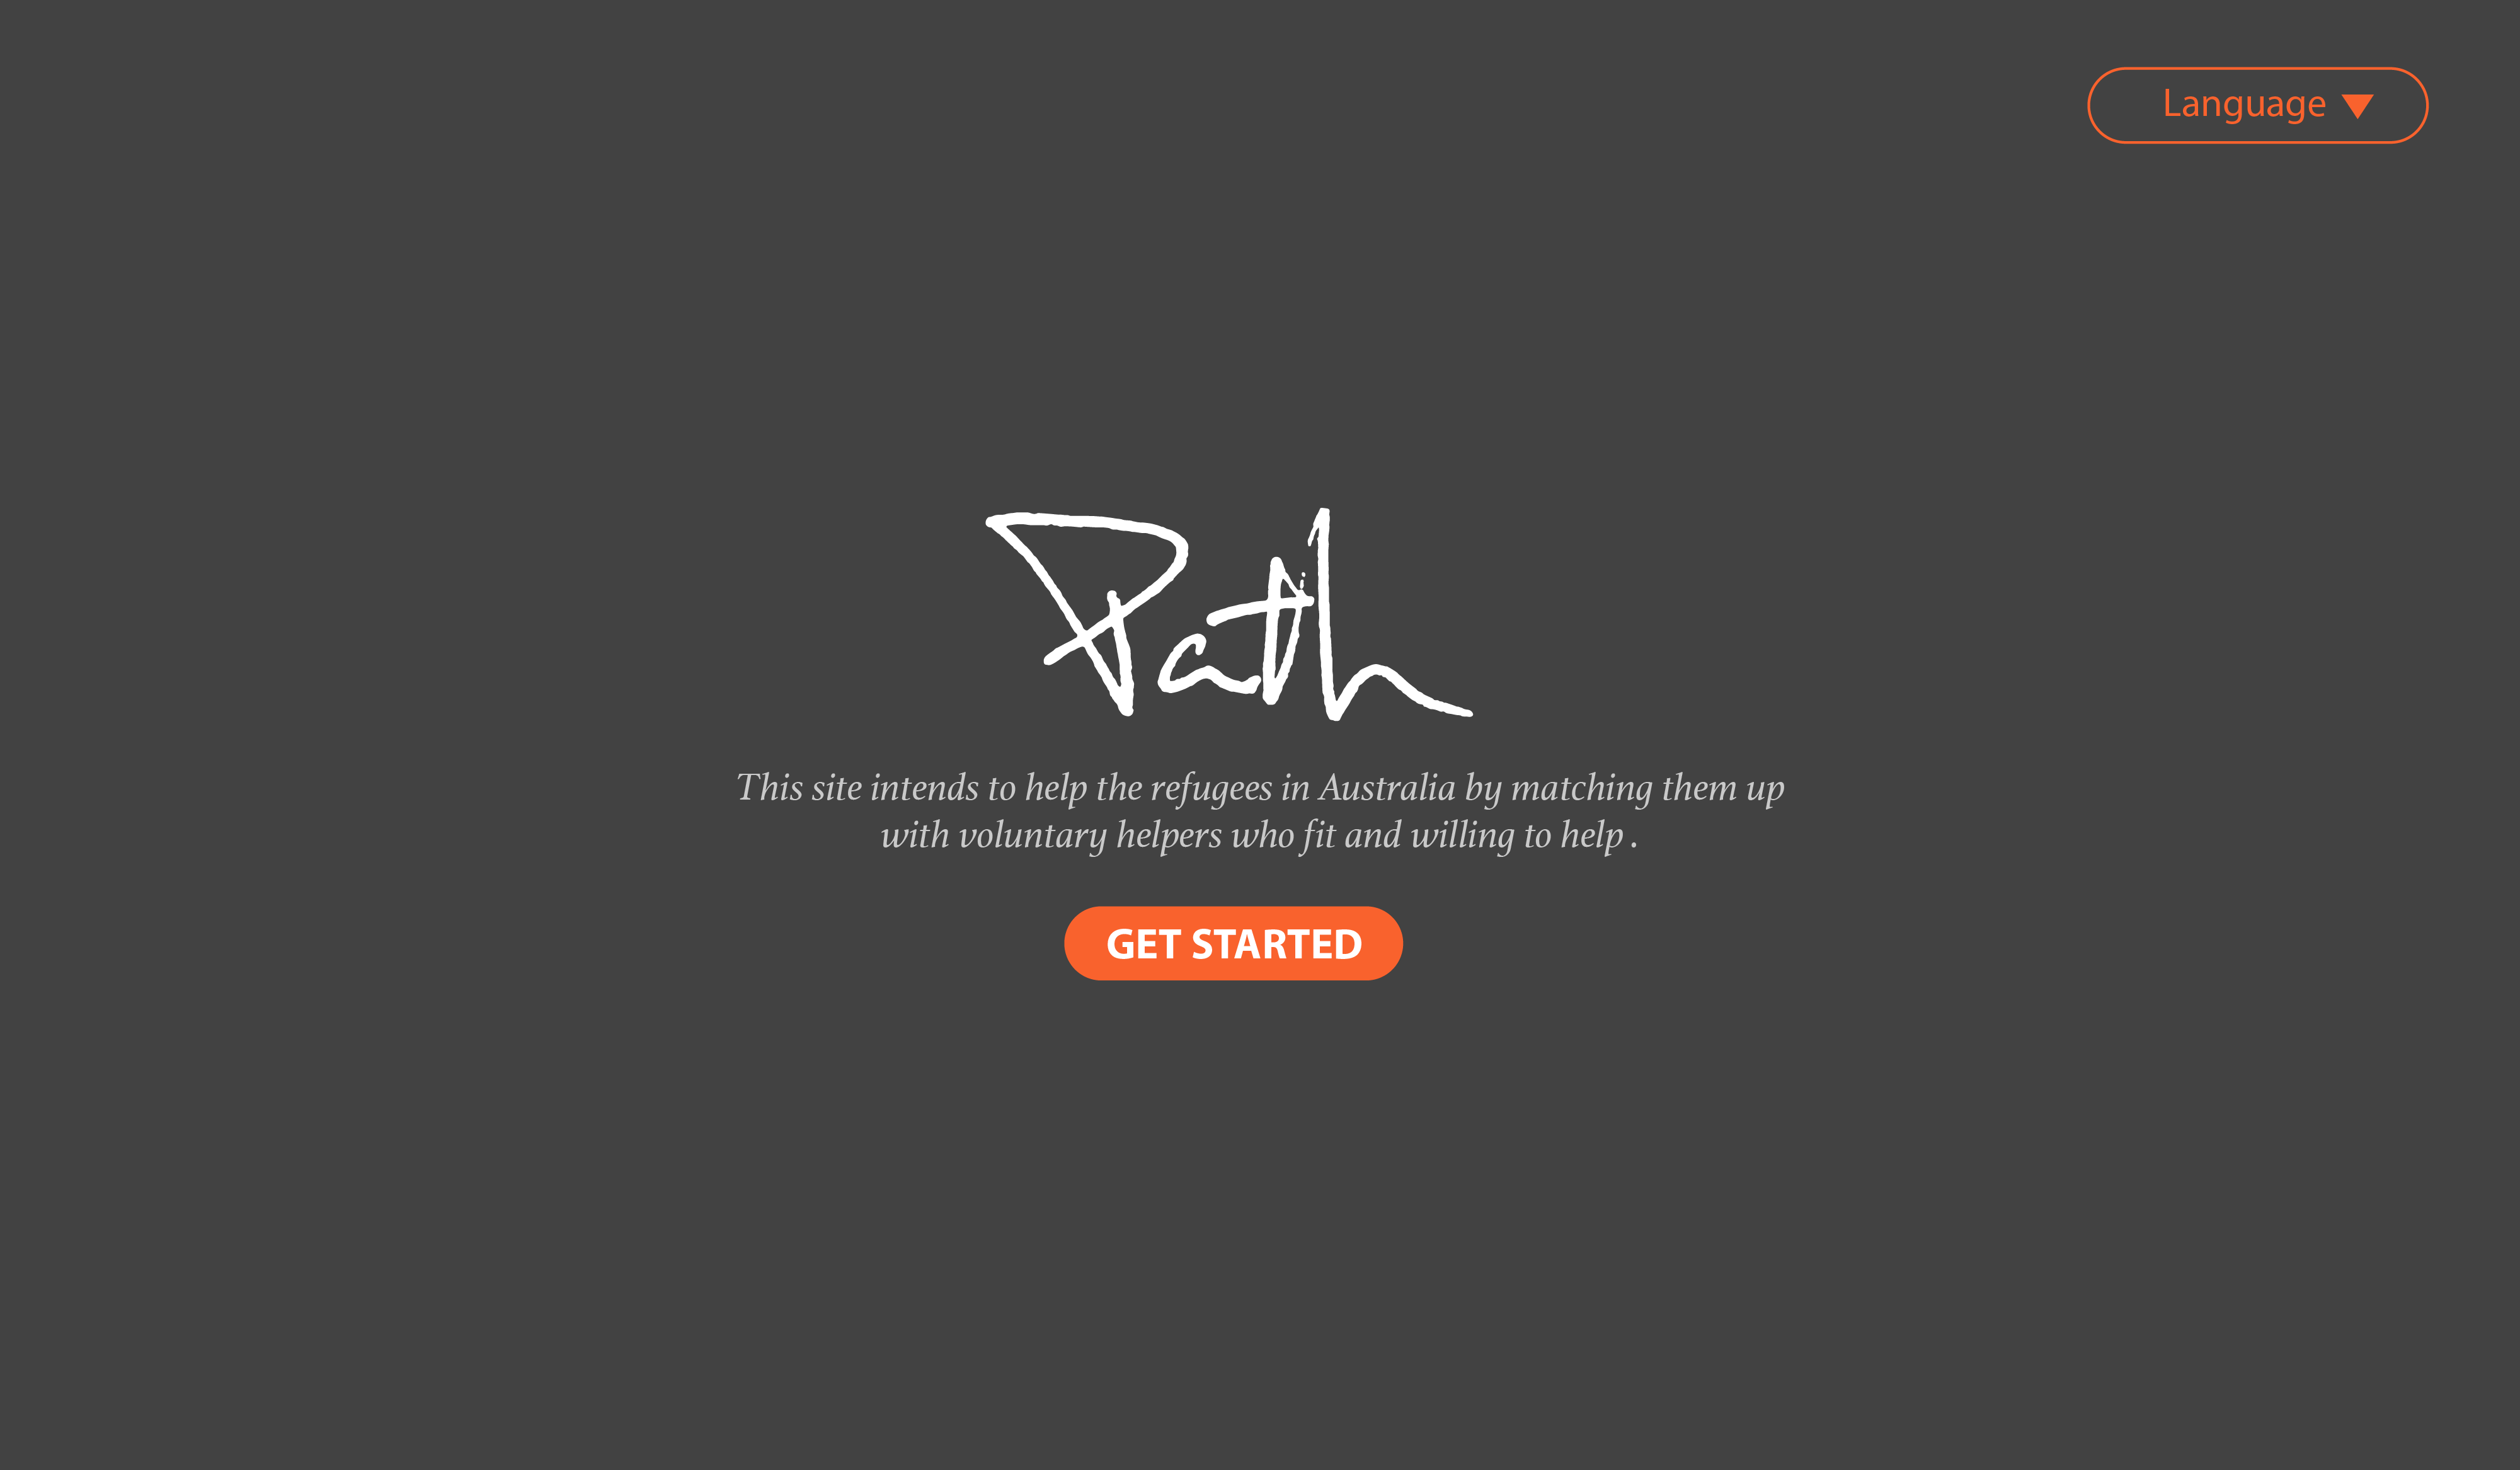 Language
Path
This site intends to help the refugees in Australia by matching them up
with voluntary helpers who fit and willing to help .
GET STARTED